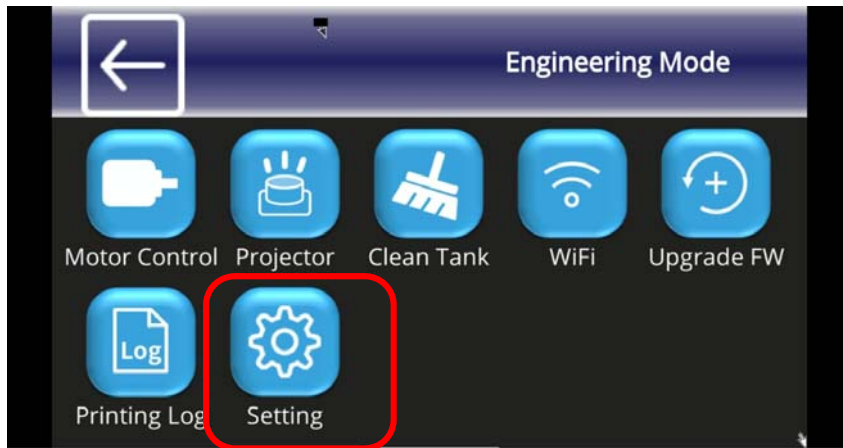 Engineering Mode
Motor Control Projector Clean Tank WiFi Upgrade FW
Log
Printing Log Setting